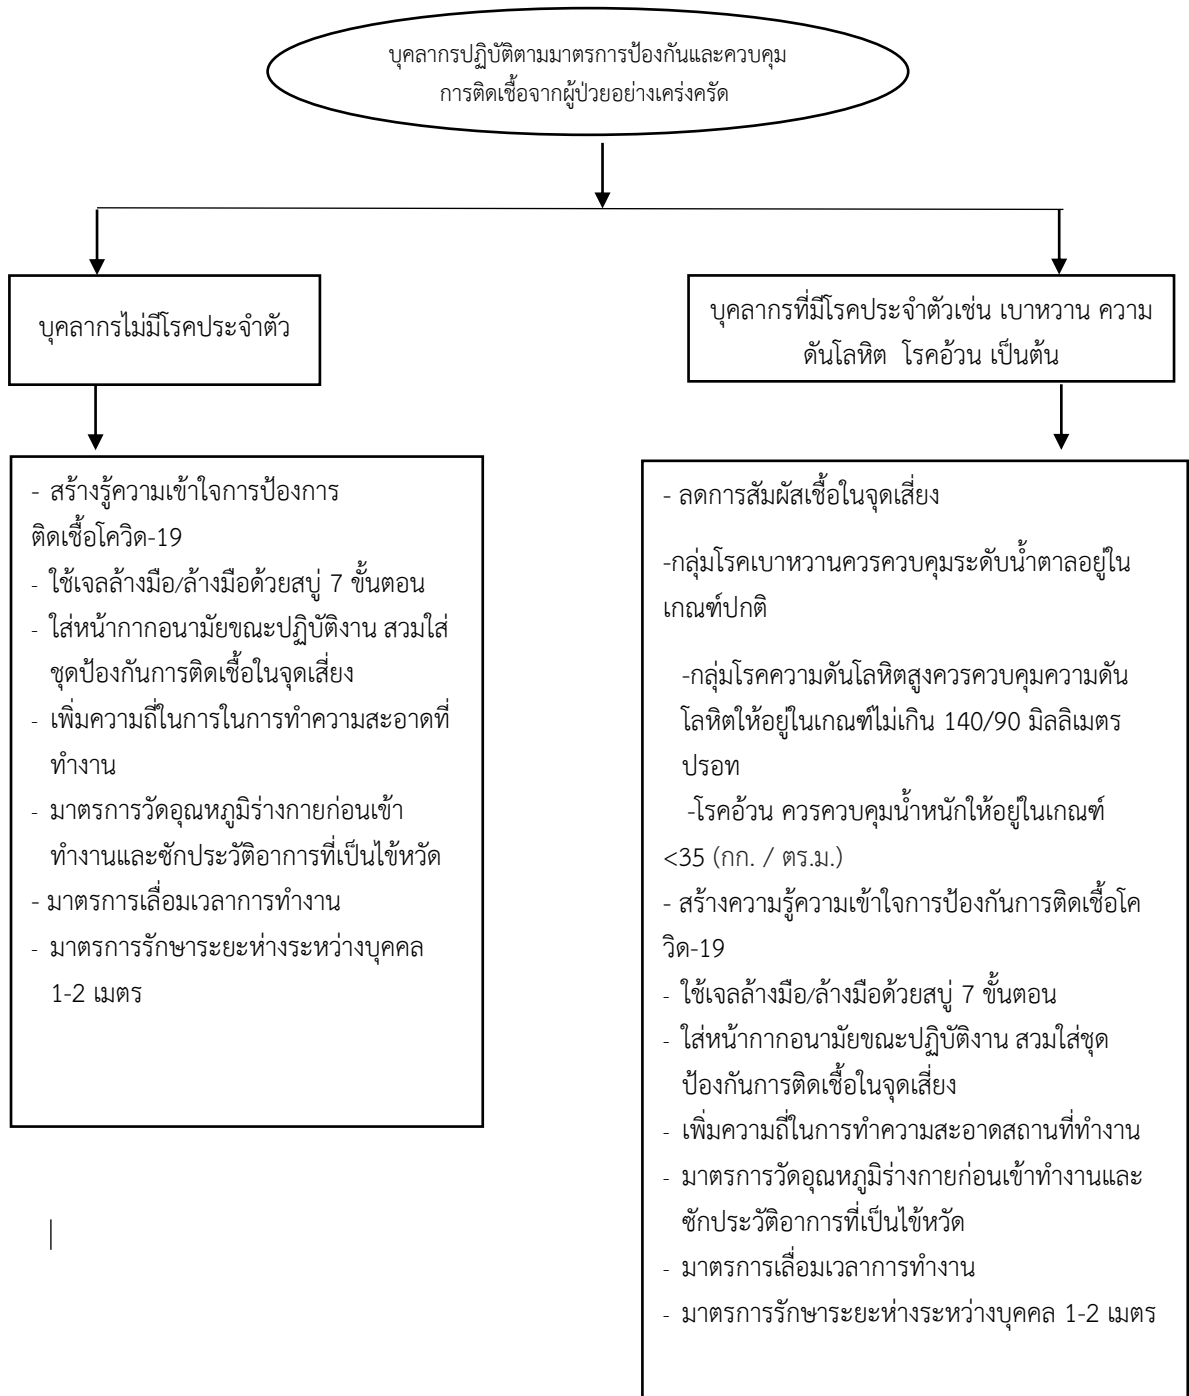 บุคลากรปฏิบัติตามมาตรการป้องกันและควบคุม
การติดเชื้อจากผู้ป่วยอย่างเคร่งครัด
บุคลากรไม่มีโรคประจำตัว
บุคลากรที่มีโรคประจำตัวเช่น เบาหวาน ความ
ดันโลหิต โรคอ้วน เป็นต้น
- สร้างรู้ความเข้าใจการป้องการ
ติดเชื้อโควิด-19
- ใช้เจลล้างมือ/ล้างมือด้วยสบู่ 7 ขั้นตอน
- ใส่หน้ากากอนามัยขณะปฏิบัติงาน สวมใส่
ชุดป้องกันการติดเชื้อในจุดเสี่ยง
- เพิ่มความถี่ในการในการทำความสะอาดที่
ทำงาน
- มาตรการวัดอุณหภูมิร่างกายก่อนเข้า
ทำงานและซักประวัติอาการที่เป็นไข้หวัด
- มาตรการเลื่อมเวลาการทำงาน
- มาตรการรักษาระยะห่างระหว่างบุคคล
1-2 เมตร
- ลดการสัมผัสเชื้อในจุดเสี่ยง
-กลุ่มโรคเบาหวานควรควบคุมระดับน้ำตาลอยู่ใน
เกณฑ์ปกติ
-กลุ่มโรคความดันโลหิตสูงควรควบคุมความดัน
โลหิตให้อยู่ในเกณฑ์ไม่เกิน 140/90 มิลลิเมตร
ปรอท
-โรคอ้วน ควรควบคุมน้ำหนักให้อยู่ในเกณฑ์
<35 (กก. / ตร.ม.)
- สร้างความรู้ความเข้าใจการป้องกันการติดเชื้อโค
วิด-19
- ใช้เจลล้างมือ/ล้างมือด้วยสบู่ 7 ขั้นตอน
- ใส่หน้ากากอนามัยขณะปฏิบัติงาน สวมใส่ชุด
ป้องกันการติดเชื้อในจุดเสี่ยง
- เพิ่มความถี่ในการทำความสะอาดสถานที่ทำงาน
- มาตรการวัดอุณหภูมิร่างกายก่อนเข้าทำงานและ
ซักประวัติอาการที่เป็นไข้หวัด
- มาตรการเลื่อมเวลาการทำงาน
- มาตรการรักษาระยะห่างระหว่างบุคคล 1-2 เมตร